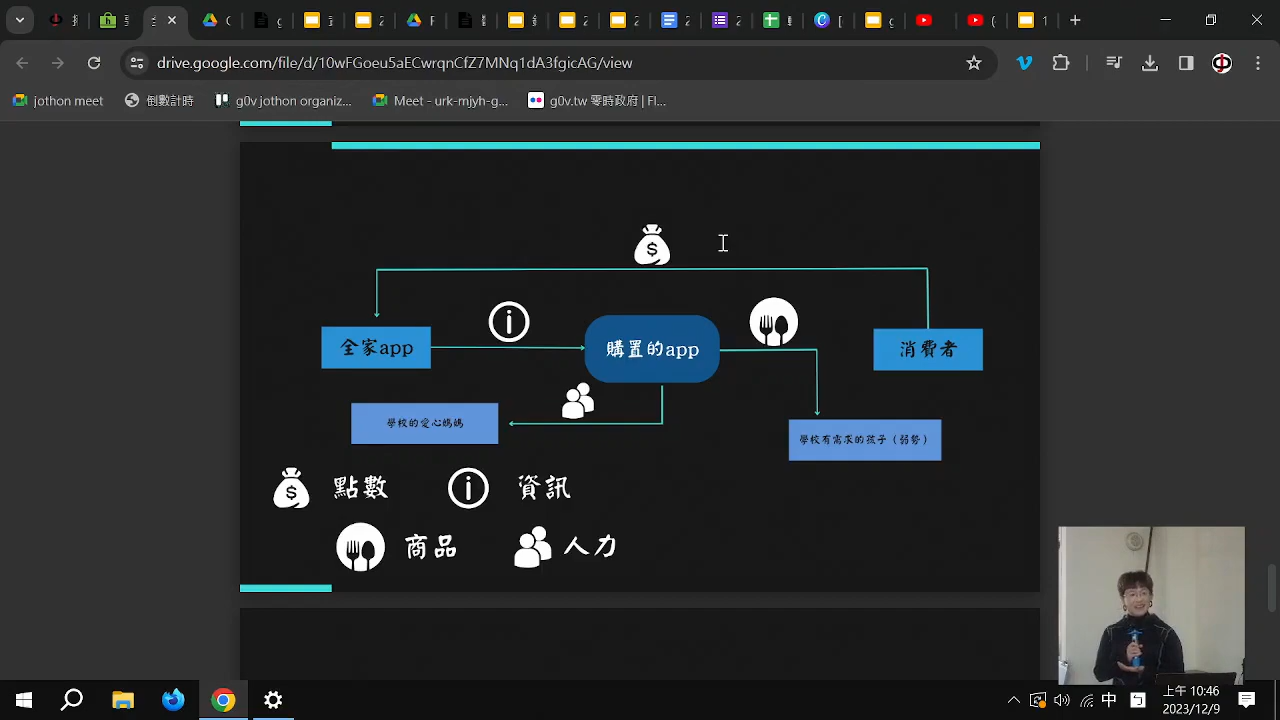 drive.google.com/file/d/10wFGoeu5aECwrqnCfZ7MNq1dA3fgicAG/view
jothon meet
倒數計時
g0v jothon organiz...
Meet - urk-mjyh-g...
g0v.tw 零時政府 | Fl...
全家app
購置的app
消費者
學校的愛心媽媽
學校有需求的孩子（弱勢）
點數
資訊
商品
人力
中
上午 10:46
2023/12/9